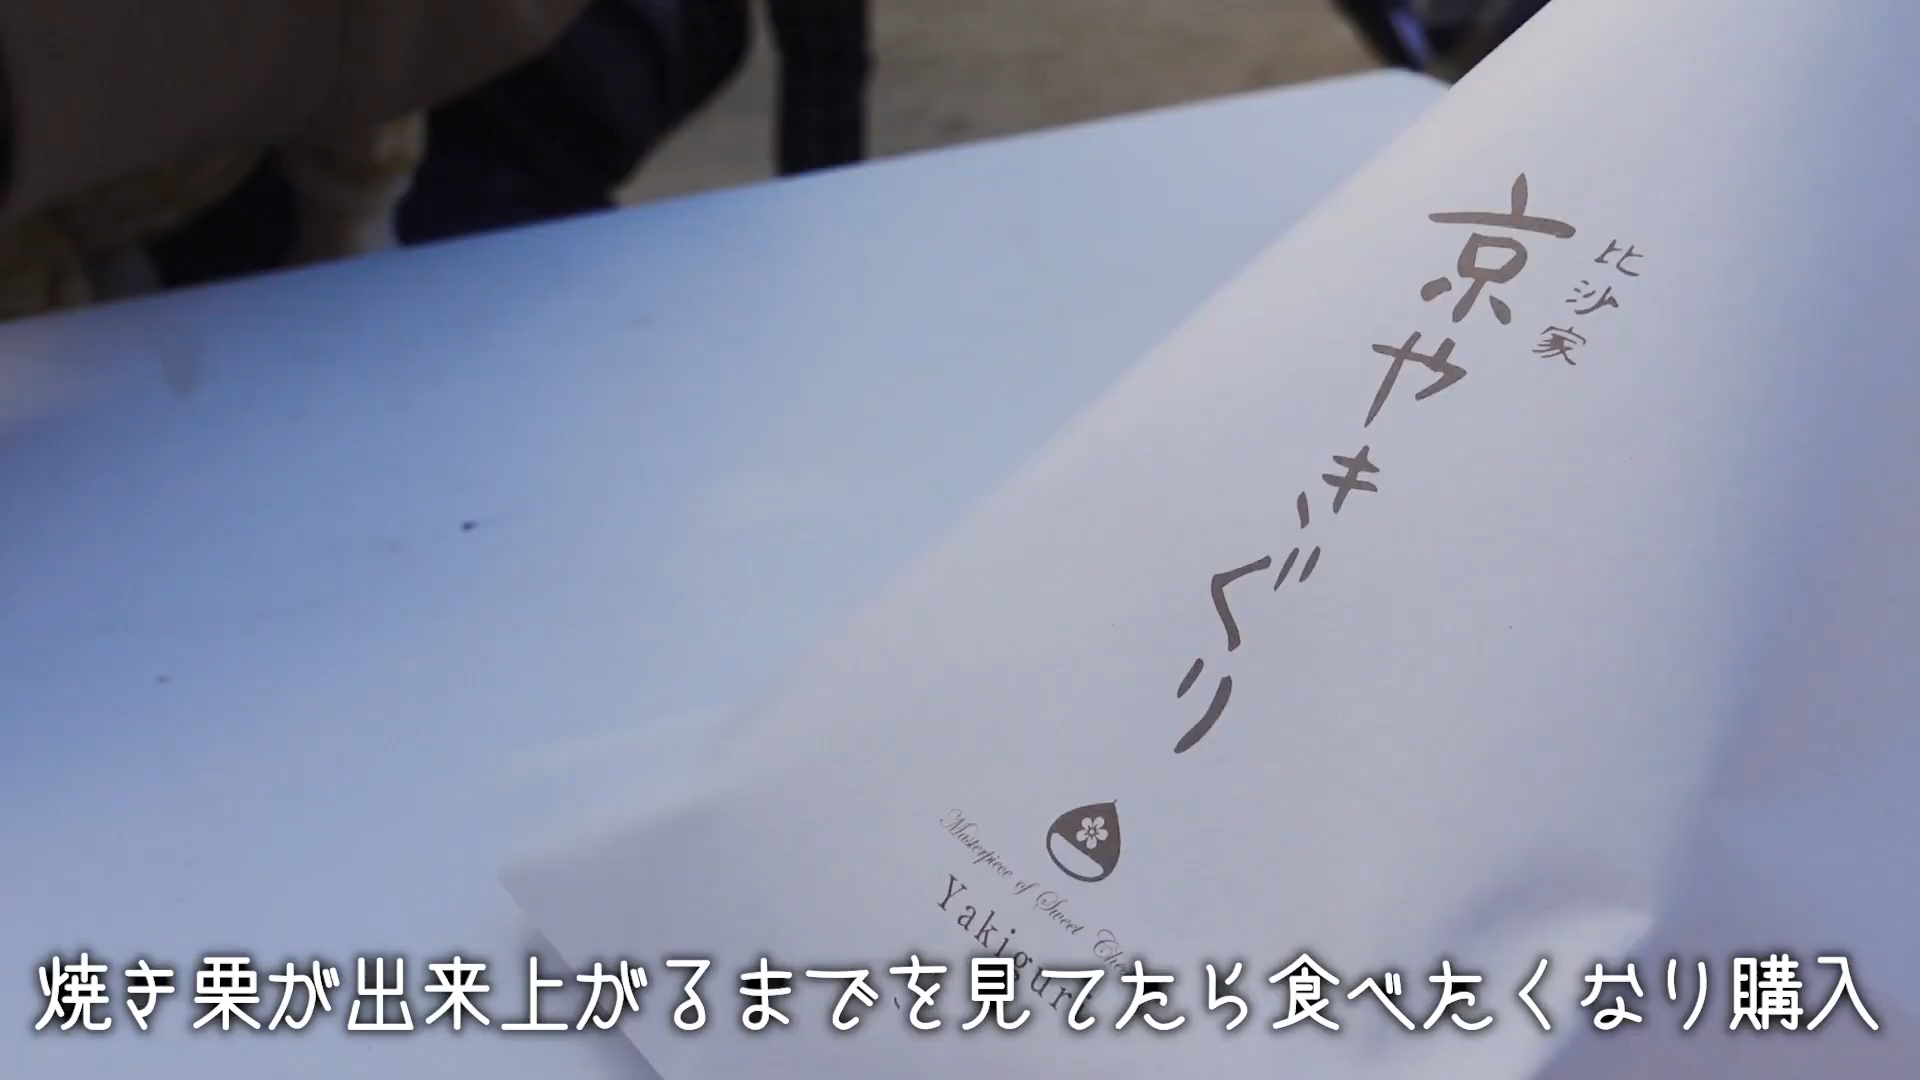 比沙家
京やきぐり
Masterpiece of Sweet
Yakiguri
焼き栗が出来上がるまでを見てたら食べたくなり購入